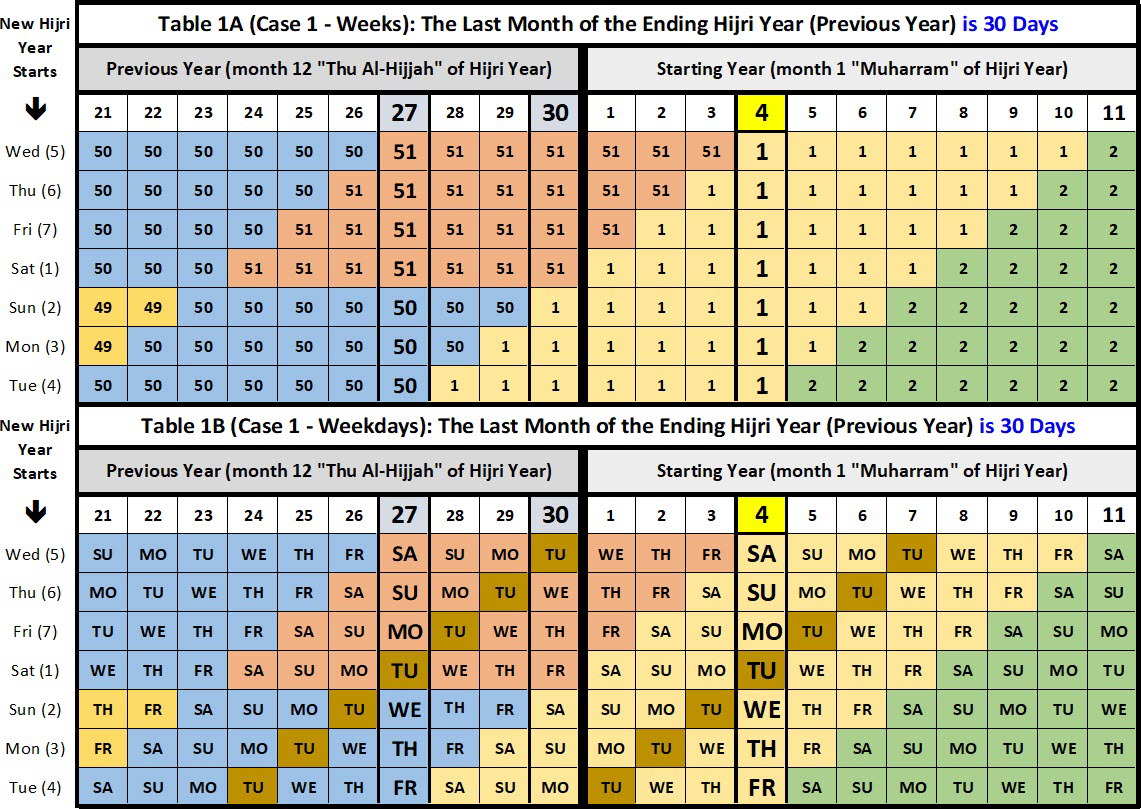 New Hijri Year Starts 🡻
Table 1A (Case 1 - Weeks): The Last Month of the Ending Hijri Year (Previous Year) is 30 Days
Previous Year (month 12 "Thu Al-Hijjah" of Hijri Year) Starting Year (month 1 "Muharram" of Hijri Year)
21 22 23 24 25 26 27 28 29 30 1 2 3 4 5 6 7 8 9 10 11
Wed (5) 50 50 50 50 50 50 51 51 51 51 51 51 51 1 1 1 1 1 1 1 2
Thu (6) 50 50 50 50 50 51 51 51 51 51 51 51 1 1 1 1 1 1 1 2 2
Fri (7) 50 50 50 50 51 51 51 51 51 51 51 1 1 1 1 1 1 1 2 2 2
Sat (1) 50 50 50 51 51 51 51 51 51 51 1 1 1 1 1 1 1 2 2 2 2
Sun (2) 49 49 50 50 50 50 50 50 50 1 1 1 1 1 1 1 2 2 2 2 2
Mon (3) 49 50 50 50 50 50 50 50 1 1 1 1 1 1 1 2 2 2 2 2 2
Tue (4) 50 50 50 50 50 50 50 1 1 1 1 1 1 1 2 2 2 2 2 2 2
New Hijri Year Starts 🡻
Table 1B (Case 1 - Weekdays): The Last Month of the Ending Hijri Year (Previous Year) is 30 Days
Previous Year (month 12 "Thu Al-Hijjah" of Hijri Year) Starting Year (month 1 "Muharram" of Hijri Year)
21 22 23 24 25 26 27 28 29 30 1 2 3 4 5 6 7 8 9 10 11
Wed (5) SU MO TU WE TH FR SA SU MO TU WE TH FR SA SU MO TU WE TH FR SA
Thu (6) MO TU WE TH FR SA SU MO TU WE TH FR SA SU MO TU WE TH FR SA SU
Fri (7) TU WE TH FR SA SU MO TU WE TH FR SA SU MO TU WE TH FR SA SU MO
Sat (1) WE TH FR SA SU MO TU WE TH FR SA SU MO TU WE TH FR SA SU MO TU
Sun (2) TH FR SA SU MO TU WE TH FR SA SU MO TU WE TH FR SA SU MO TU WE
Mon (3) FR SA SU MO TU WE TH FR SA SU MO TU WE TH FR SA SU MO TU WE TH
Tue (4) SA SU MO TU WE TH FR SA SU MO TU WE TH FR SA SU MO TU WE TH FR